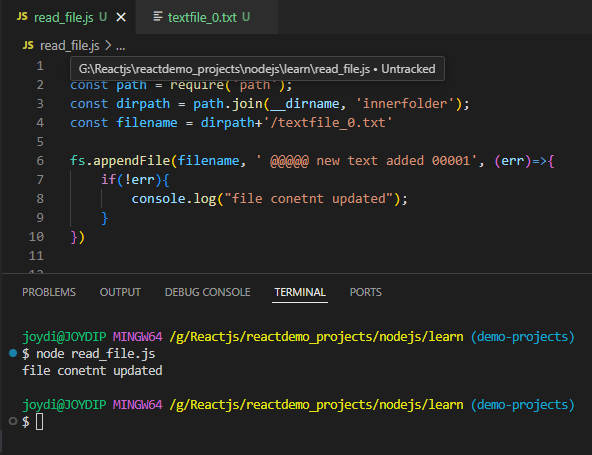 JS read_file.js U ×
textfile_0.txt U
JS read_file.js > ...
G:\Reactjs\reactdemo_projects\nodejs\learn\read_file.js • Untracked
1
2 const path = require('path');
3 const dirpath = path.join(__dirname, 'innerfolder');
4 const filename = dirpath+'/textfile_0.txt'
5
6 fs.appendFile(filename, ' @@@@@ new text added 00001', (err)=>{
7 if(!err){
8 console.log("file conetnt updated");
9 }
10 })
11
PROBLEMS OUTPUT DEBUG CONSOLE TERMINAL PORTS
joydi@JOYDIP MINGW64 /g/Reactjs/reactdemo_projects/nodejs/learn (demo-projects)
$ node read_file.js
file conetnt updated
joydi@JOYDIP MINGW64 /g/Reactjs/reactdemo_projects/nodejs/learn (demo-projects)
$